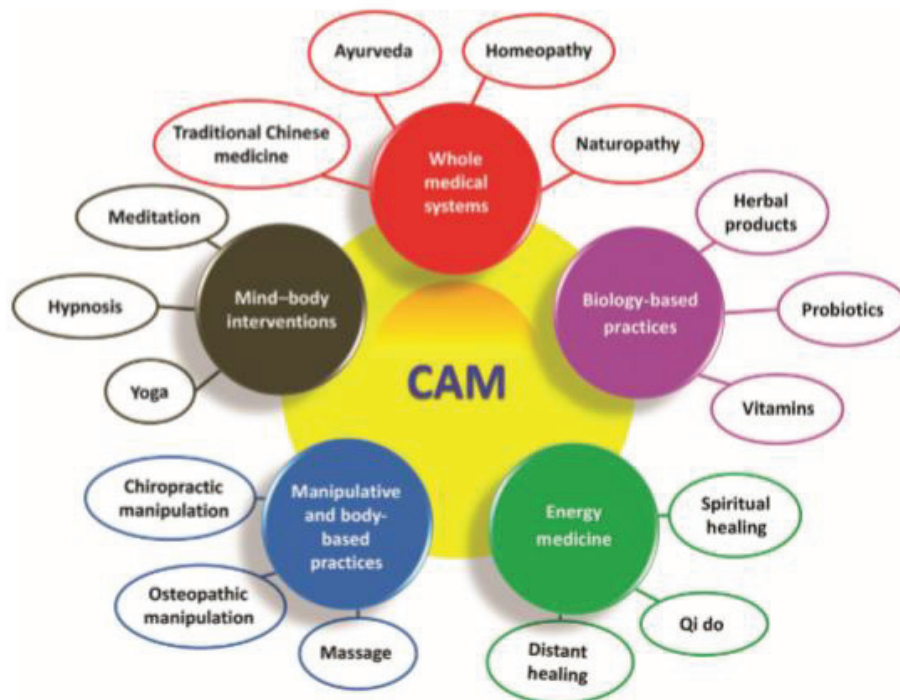 Ayurveda
Homeopathy
Traditional Chinese
medicine
Whole
medical
systems
Naturopathy
Meditation
Herbal
products
Hypnosis
Mind–body
interventions
Biology-based
practices
Probiotics
Yoga
CAM
Vitamins
Chiropractic
manipulation
Manipulative
and body-
based
practices
Energy
medicine
Spiritual
healing
Osteopathic
manipulation
Massage
Distant
healing
Qi do